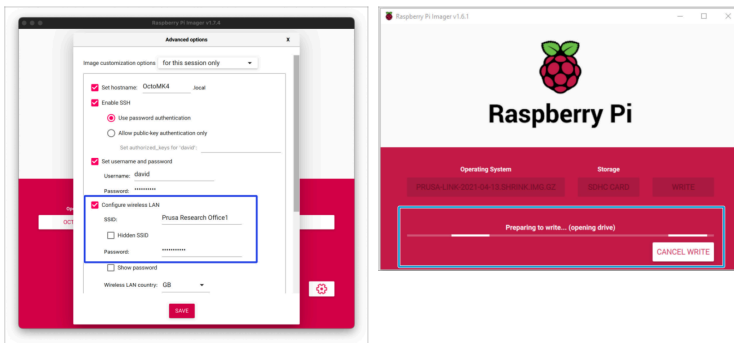 Raspberry Pi Imager v1.7.4
Advanced options
X
Image customization options for this session only
Set hostname: OctoMK4 .local
Enable SSH
Use password authentication
Allow public-key authentication only
Set authorized_keys for 'david':
Set username and password
Username: david
Password: ••••••••••
Configure wireless LAN
SSID: Prusa Research Office1
Hidden SSID
Password: •••••••••••
Show password
Wireless LAN country: GB
SAVE
Raspberry Pi Imager v1.6.1
Raspberry Pi
Operating System Storage
PRUSA-LINK-2021-04-13.SHRINK.IMG.GZ SDHC CARD WRITE
Preparing to write... (opening drive)
CANCEL WRITE